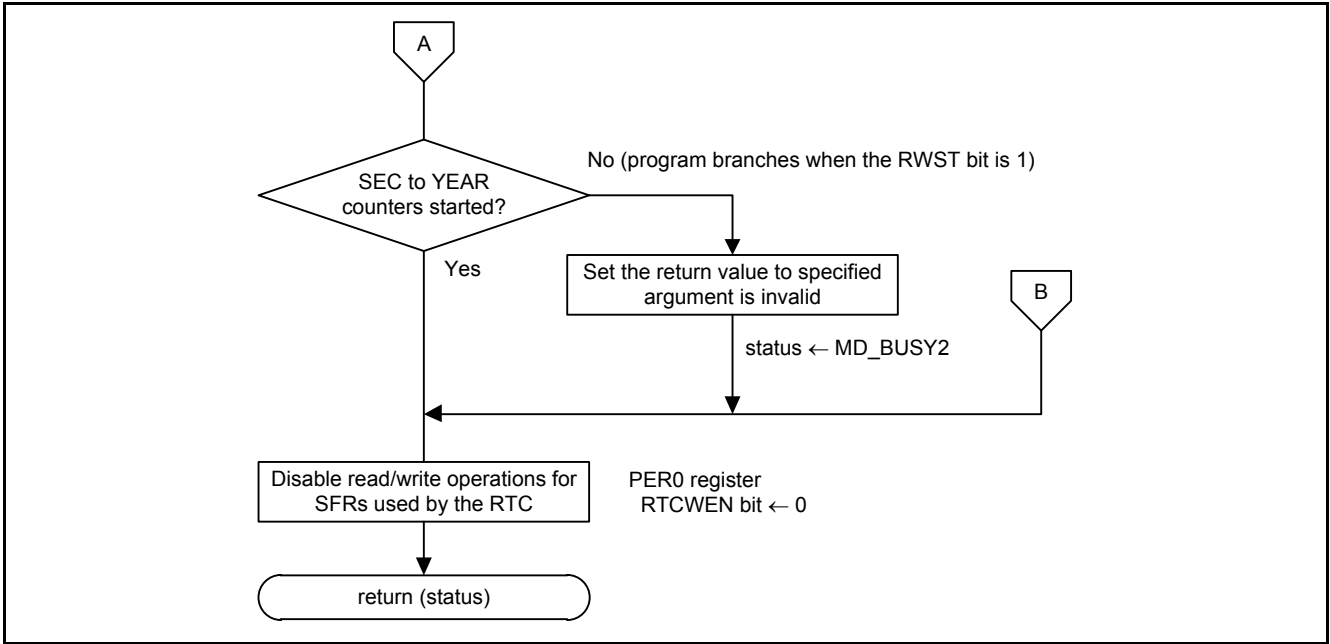 A
No (program branches when the RWST bit is 1)
SEC to YEAR
counters started?
Yes
Set the return value to specified
argument is invalid
B
status ← MD_BUSY2
Disable read/write operations for
SFRs used by the RTC
PER0 register
RTCWEN bit ← 0
return (status)